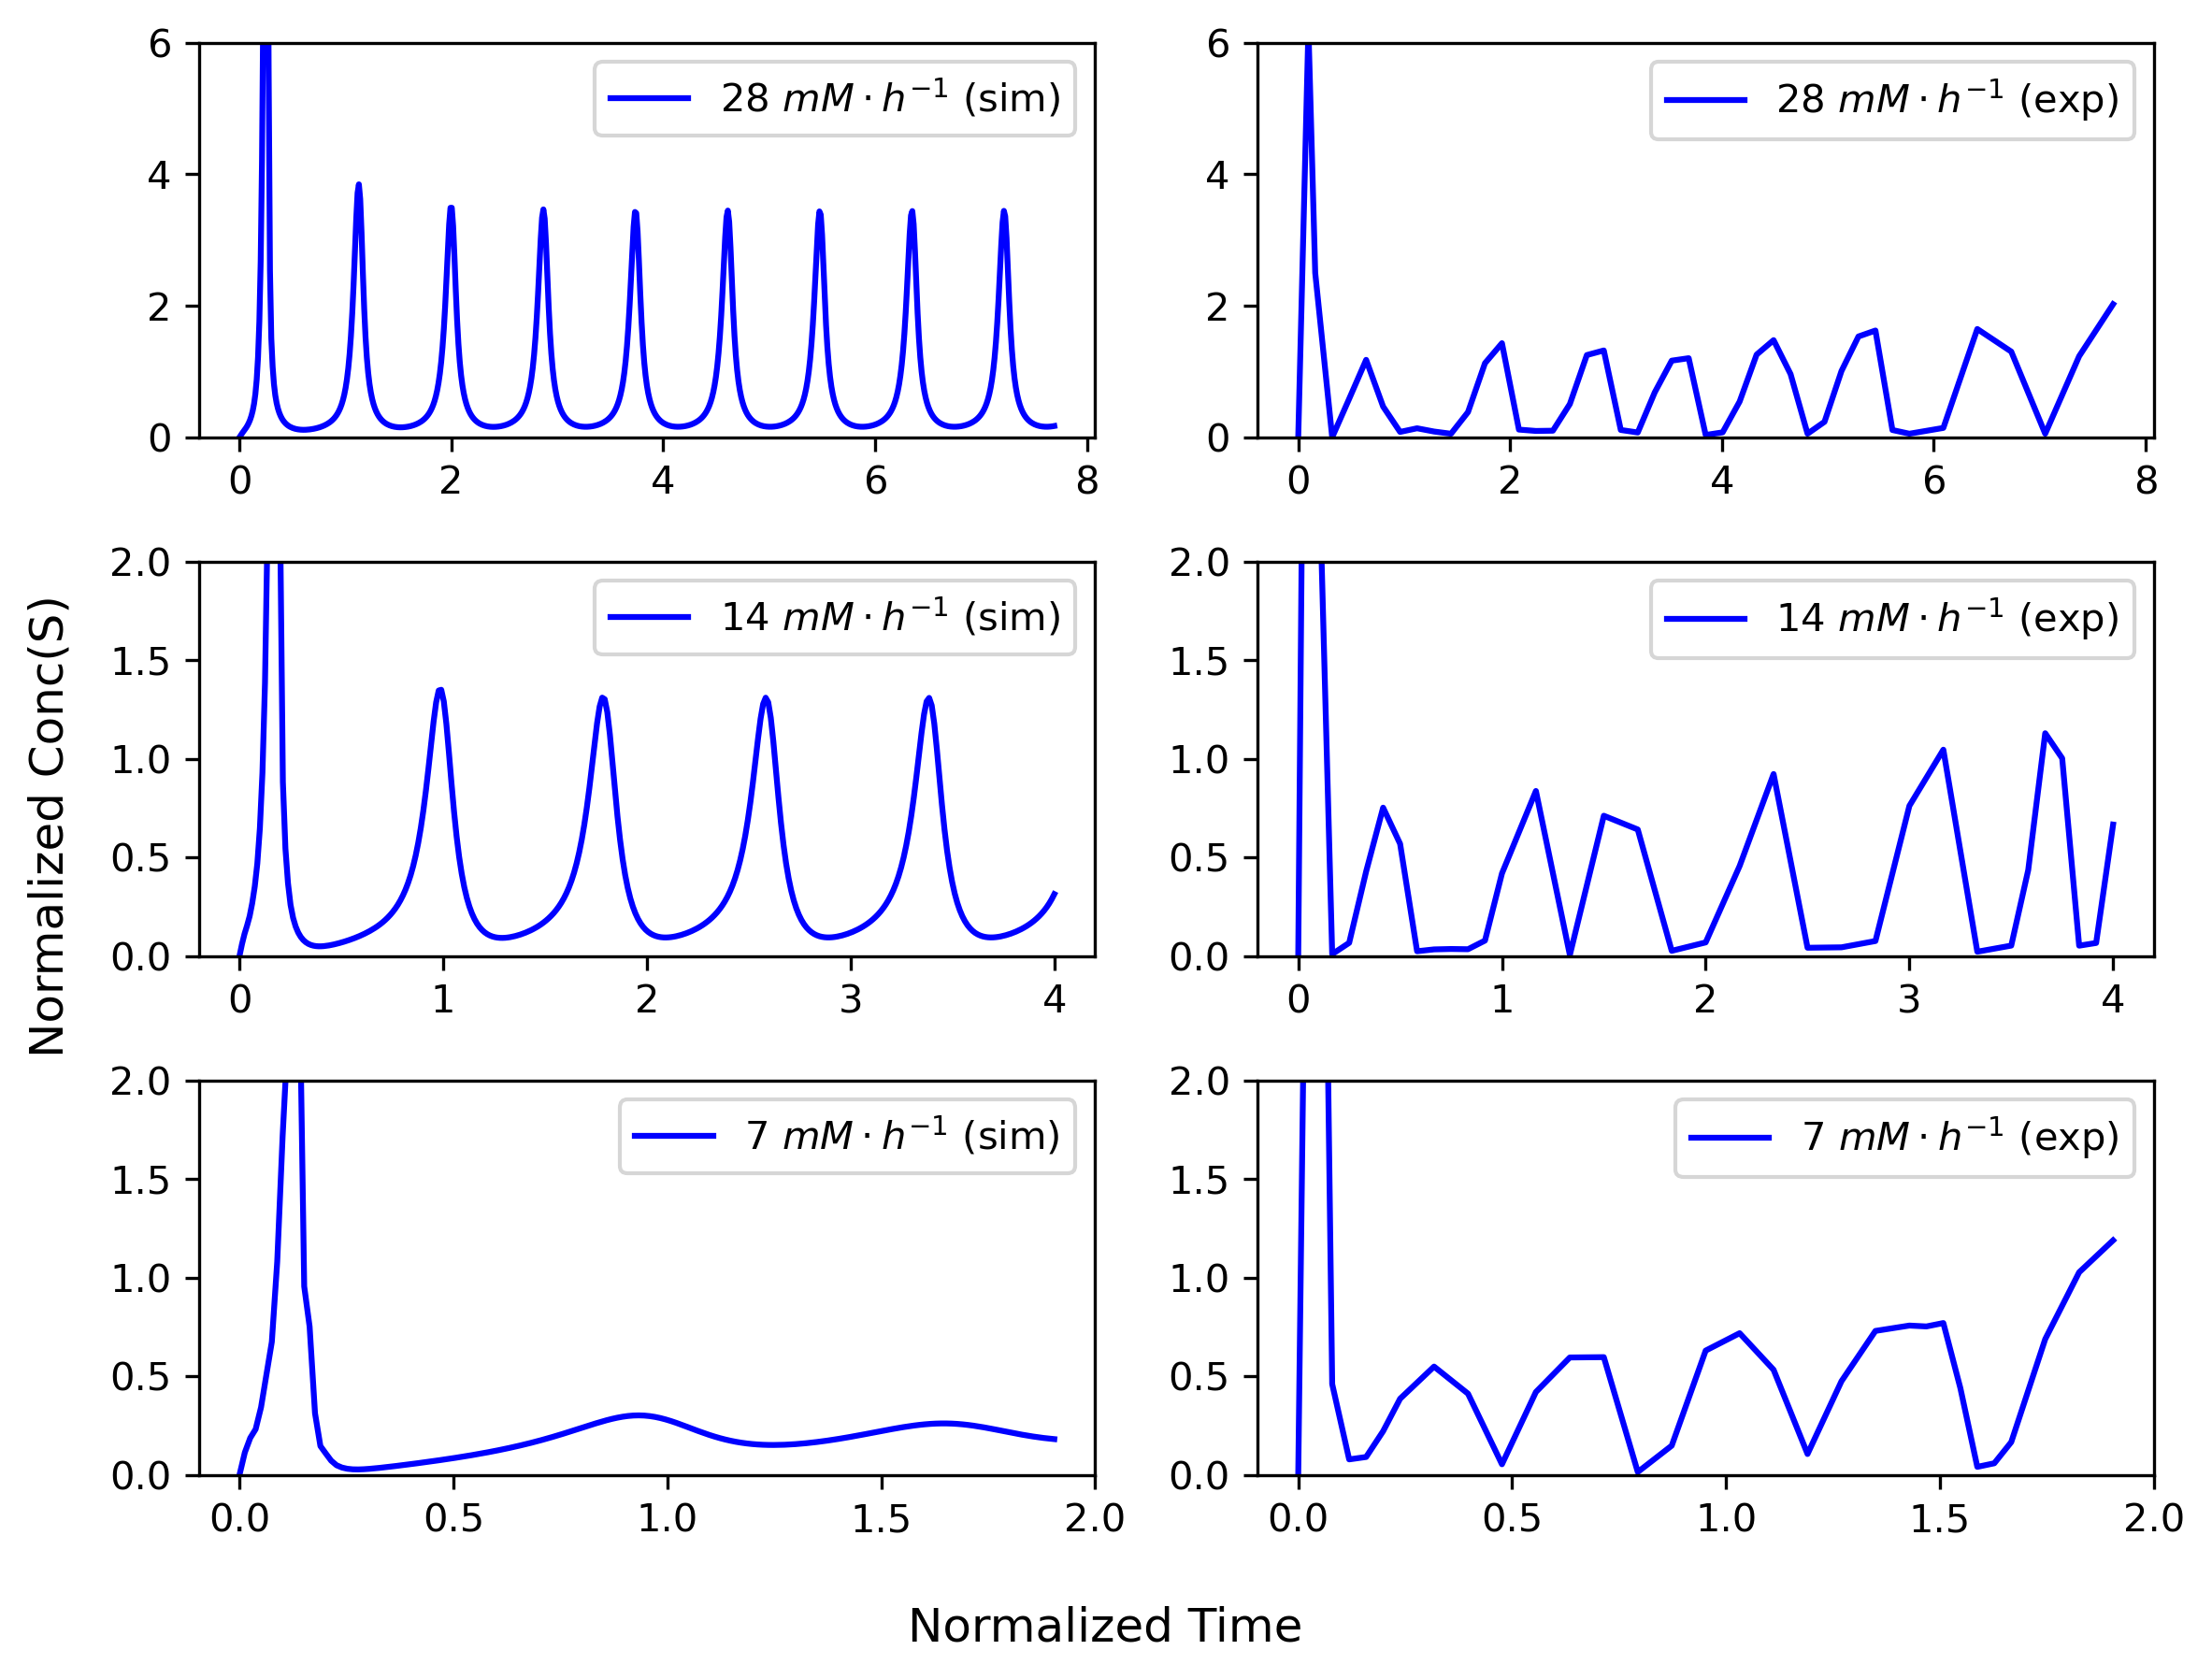 6
4
2
0
28 mM · h⁻¹ (sim)
0 2 4 6 8
6
4
2
0
28 mM · h⁻¹ (exp)
0 2 4 6 8
Normalized Conc(S)
2.0
1.5
1.0
0.5
0.0
14 mM · h⁻¹ (sim)
0 1 2 3 4
2.0
1.5
1.0
0.5
0.0
14 mM · h⁻¹ (exp)
0 1 2 3 4
2.0
1.5
1.0
0.5
0.0
7 mM · h⁻¹ (sim)
0.0 0.5 1.0 1.5 2.0
2.0
1.5
1.0
0.5
0.0
7 mM · h⁻¹ (exp)
0.0 0.5 1.0 1.5 2.0
Normalized Time